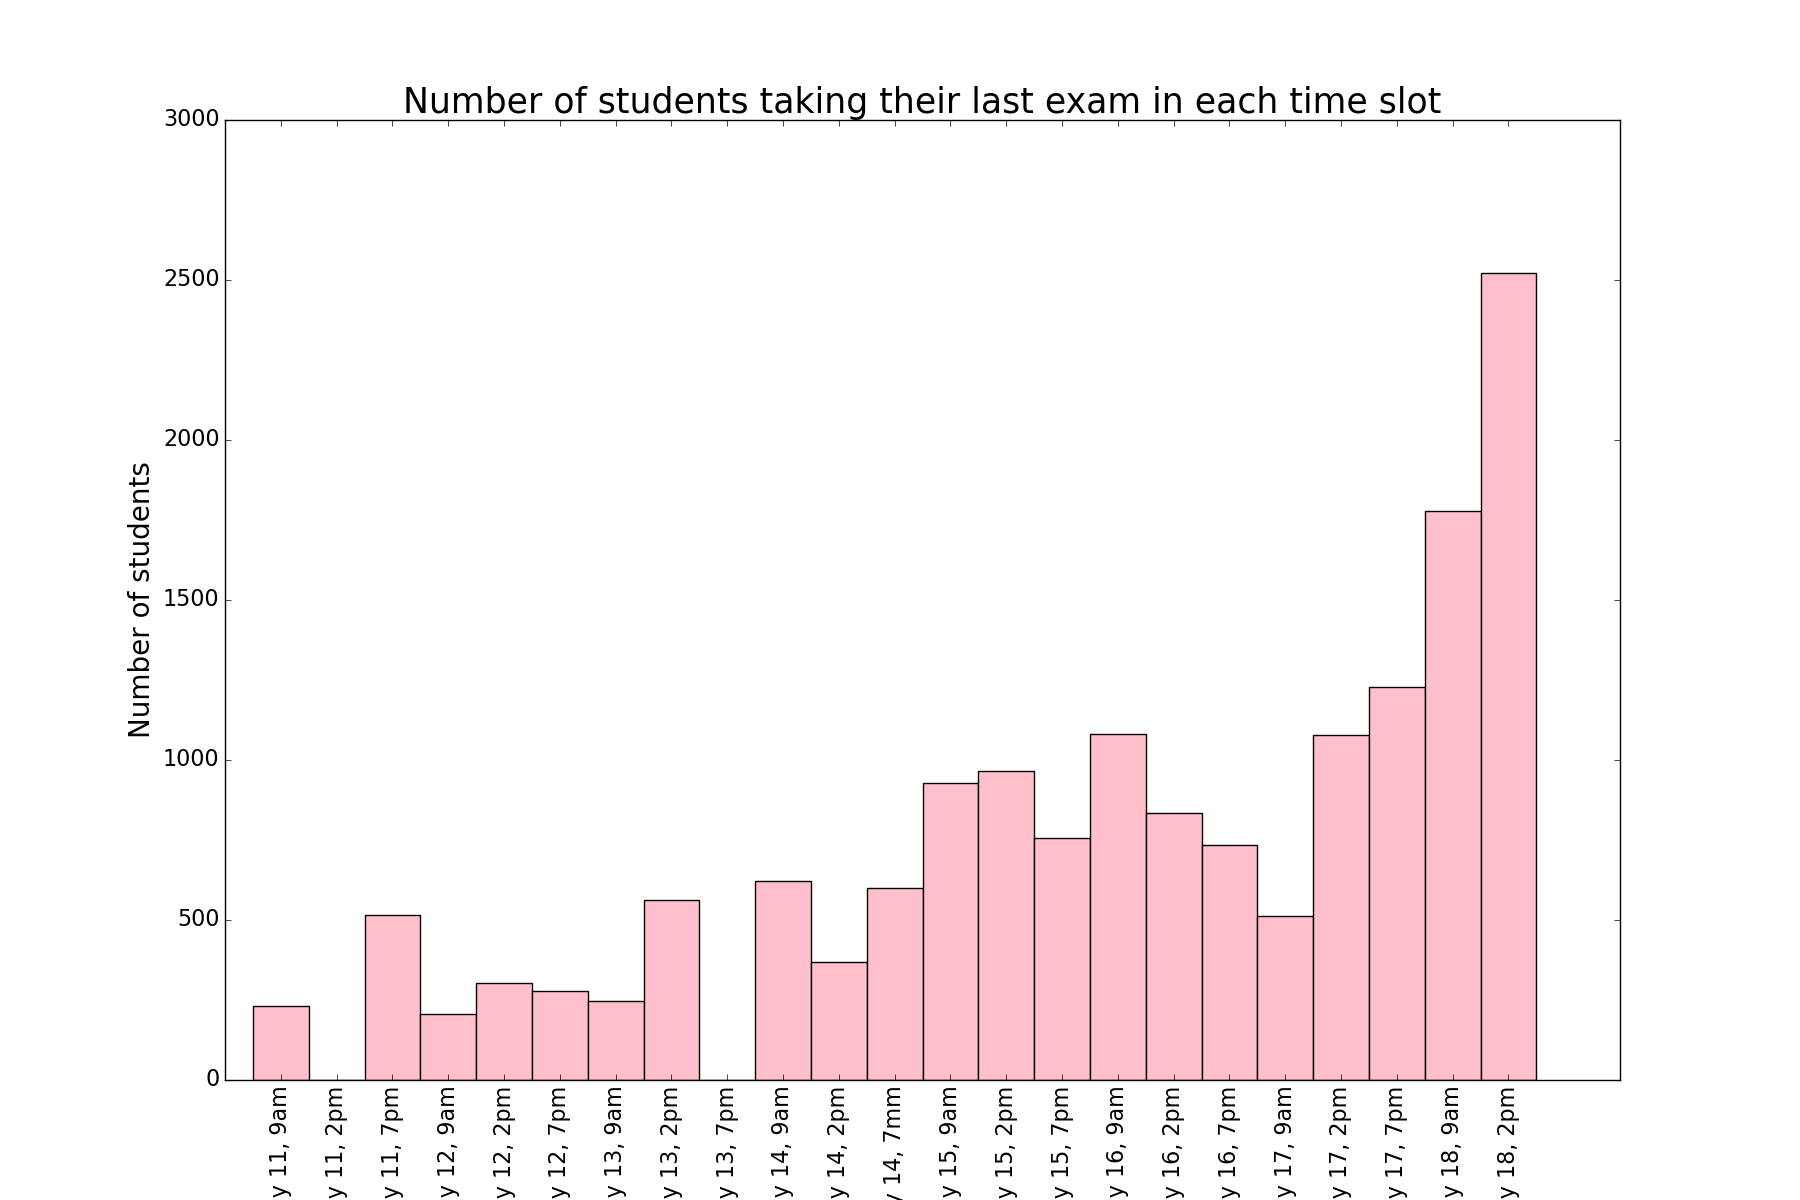 Number of students taking their last exam in each time slot
Number of students
3000
2500
2000
1500
1000
500
0
y 11, 9am
y 11, 2pm
y 11, 7pm
y 12, 9am
y 12, 2pm
y 12, 7pm
y 13, 9am
y 13, 2pm
y 13, 7pm
y 14, 9am
y 14, 2pm
y 14, 7mm
y 15, 9am
y 15, 2pm
y 15, 7pm
y 16, 9am
y 16, 2pm
y 16, 7pm
y 17, 9am
y 17, 2pm
y 17, 7pm
y 18, 9am
y 18, 2pm